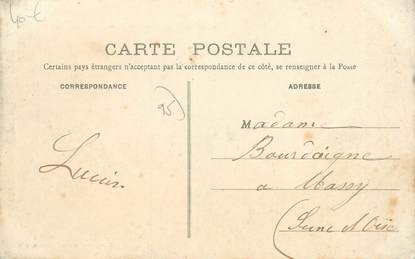 40 €
CARTE POSTALE
Certains pays étrangers n'acceptant pas la correspondance de ce côté, se renseigner à la Poste
CORRESPONDANCE
ADRESSE
95)
Madame
Bourdaigne
a Massy
(Seine et Oise
Lucien